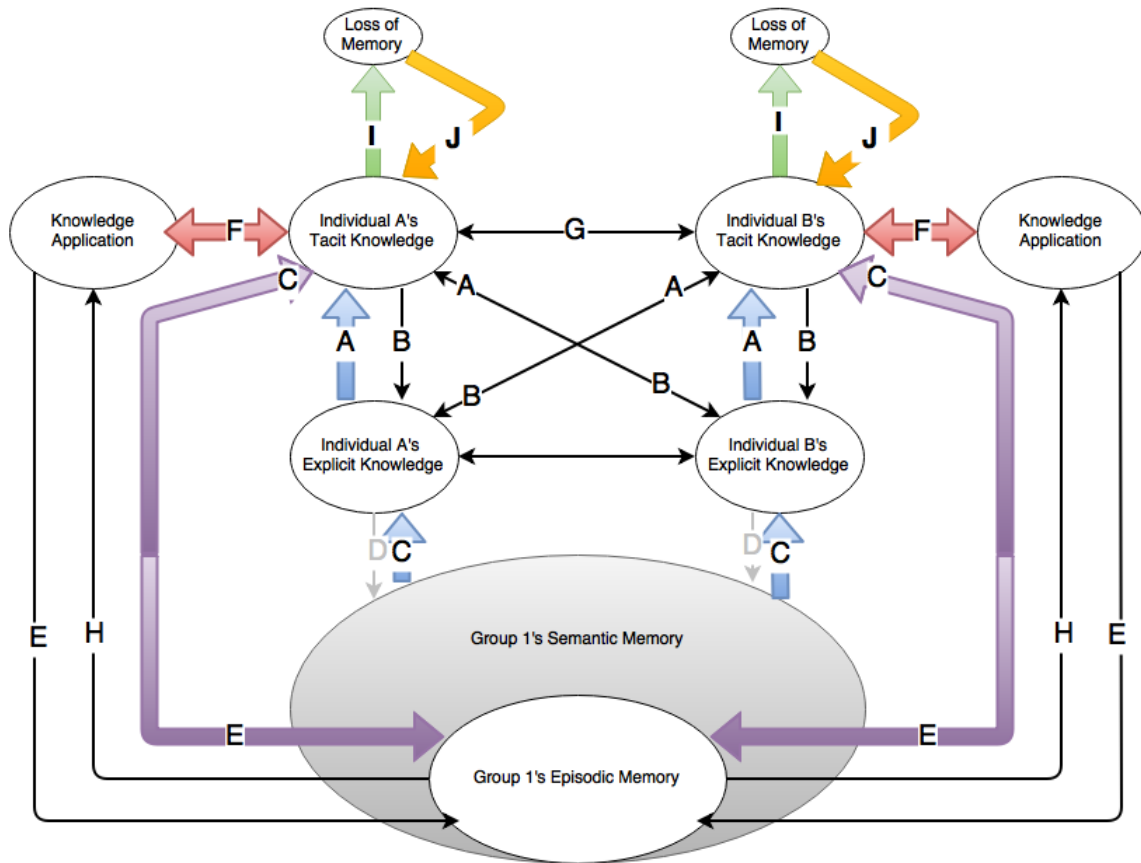 Loss of
Memory
Loss of
Memory
I
J
I
J
Knowledge
Application
F
Individual A's
Tacit Knowledge
G
Individual B's
Tacit Knowledge
F
Knowledge
Application
C
A
A
C
A
B
A
B
B
B
Individual A's
Explicit Knowledge
Individual B's
Explicit Knowledge
D
C
D
C
E
H
Group 1's Semantic Memory
H
E
E
E
Group 1's Episodic Memory